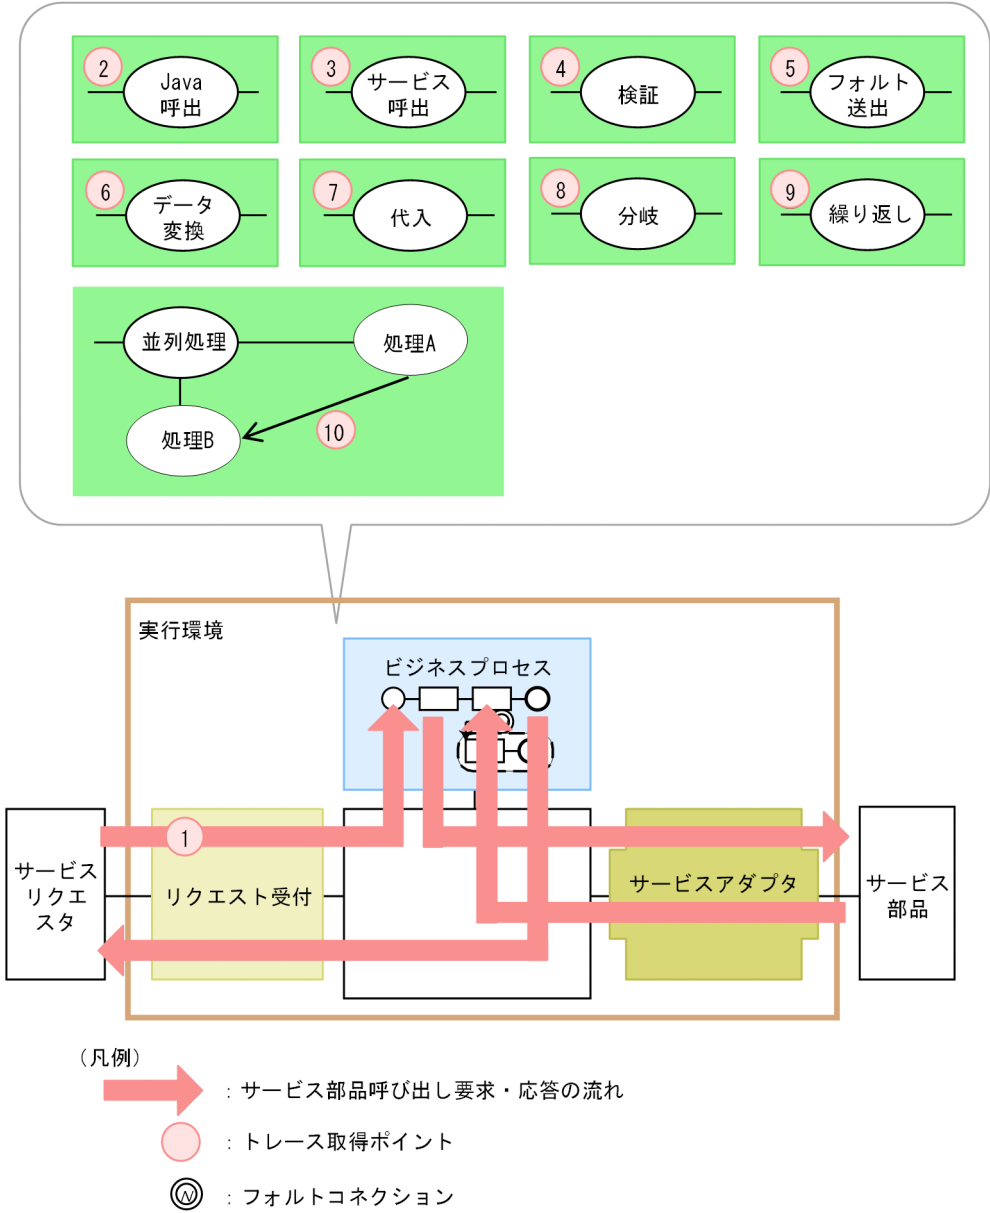 2
Java
呼出
3
サービス
呼出
4
検証
5
フォルト
送出
6
データ
変換
7
代入
8
分岐
9
繰り返し
並列処理
処理A
処理B
10
実行環境
ビジネスプロセス
1
サービス
リクエ
スタ
リクエスト受付
サービスアダプタ
サービス
部品
（凡例）
：サービス部品呼び出し要求・応答の流れ
：トレース取得ポイント
N
：フォルトコネクション